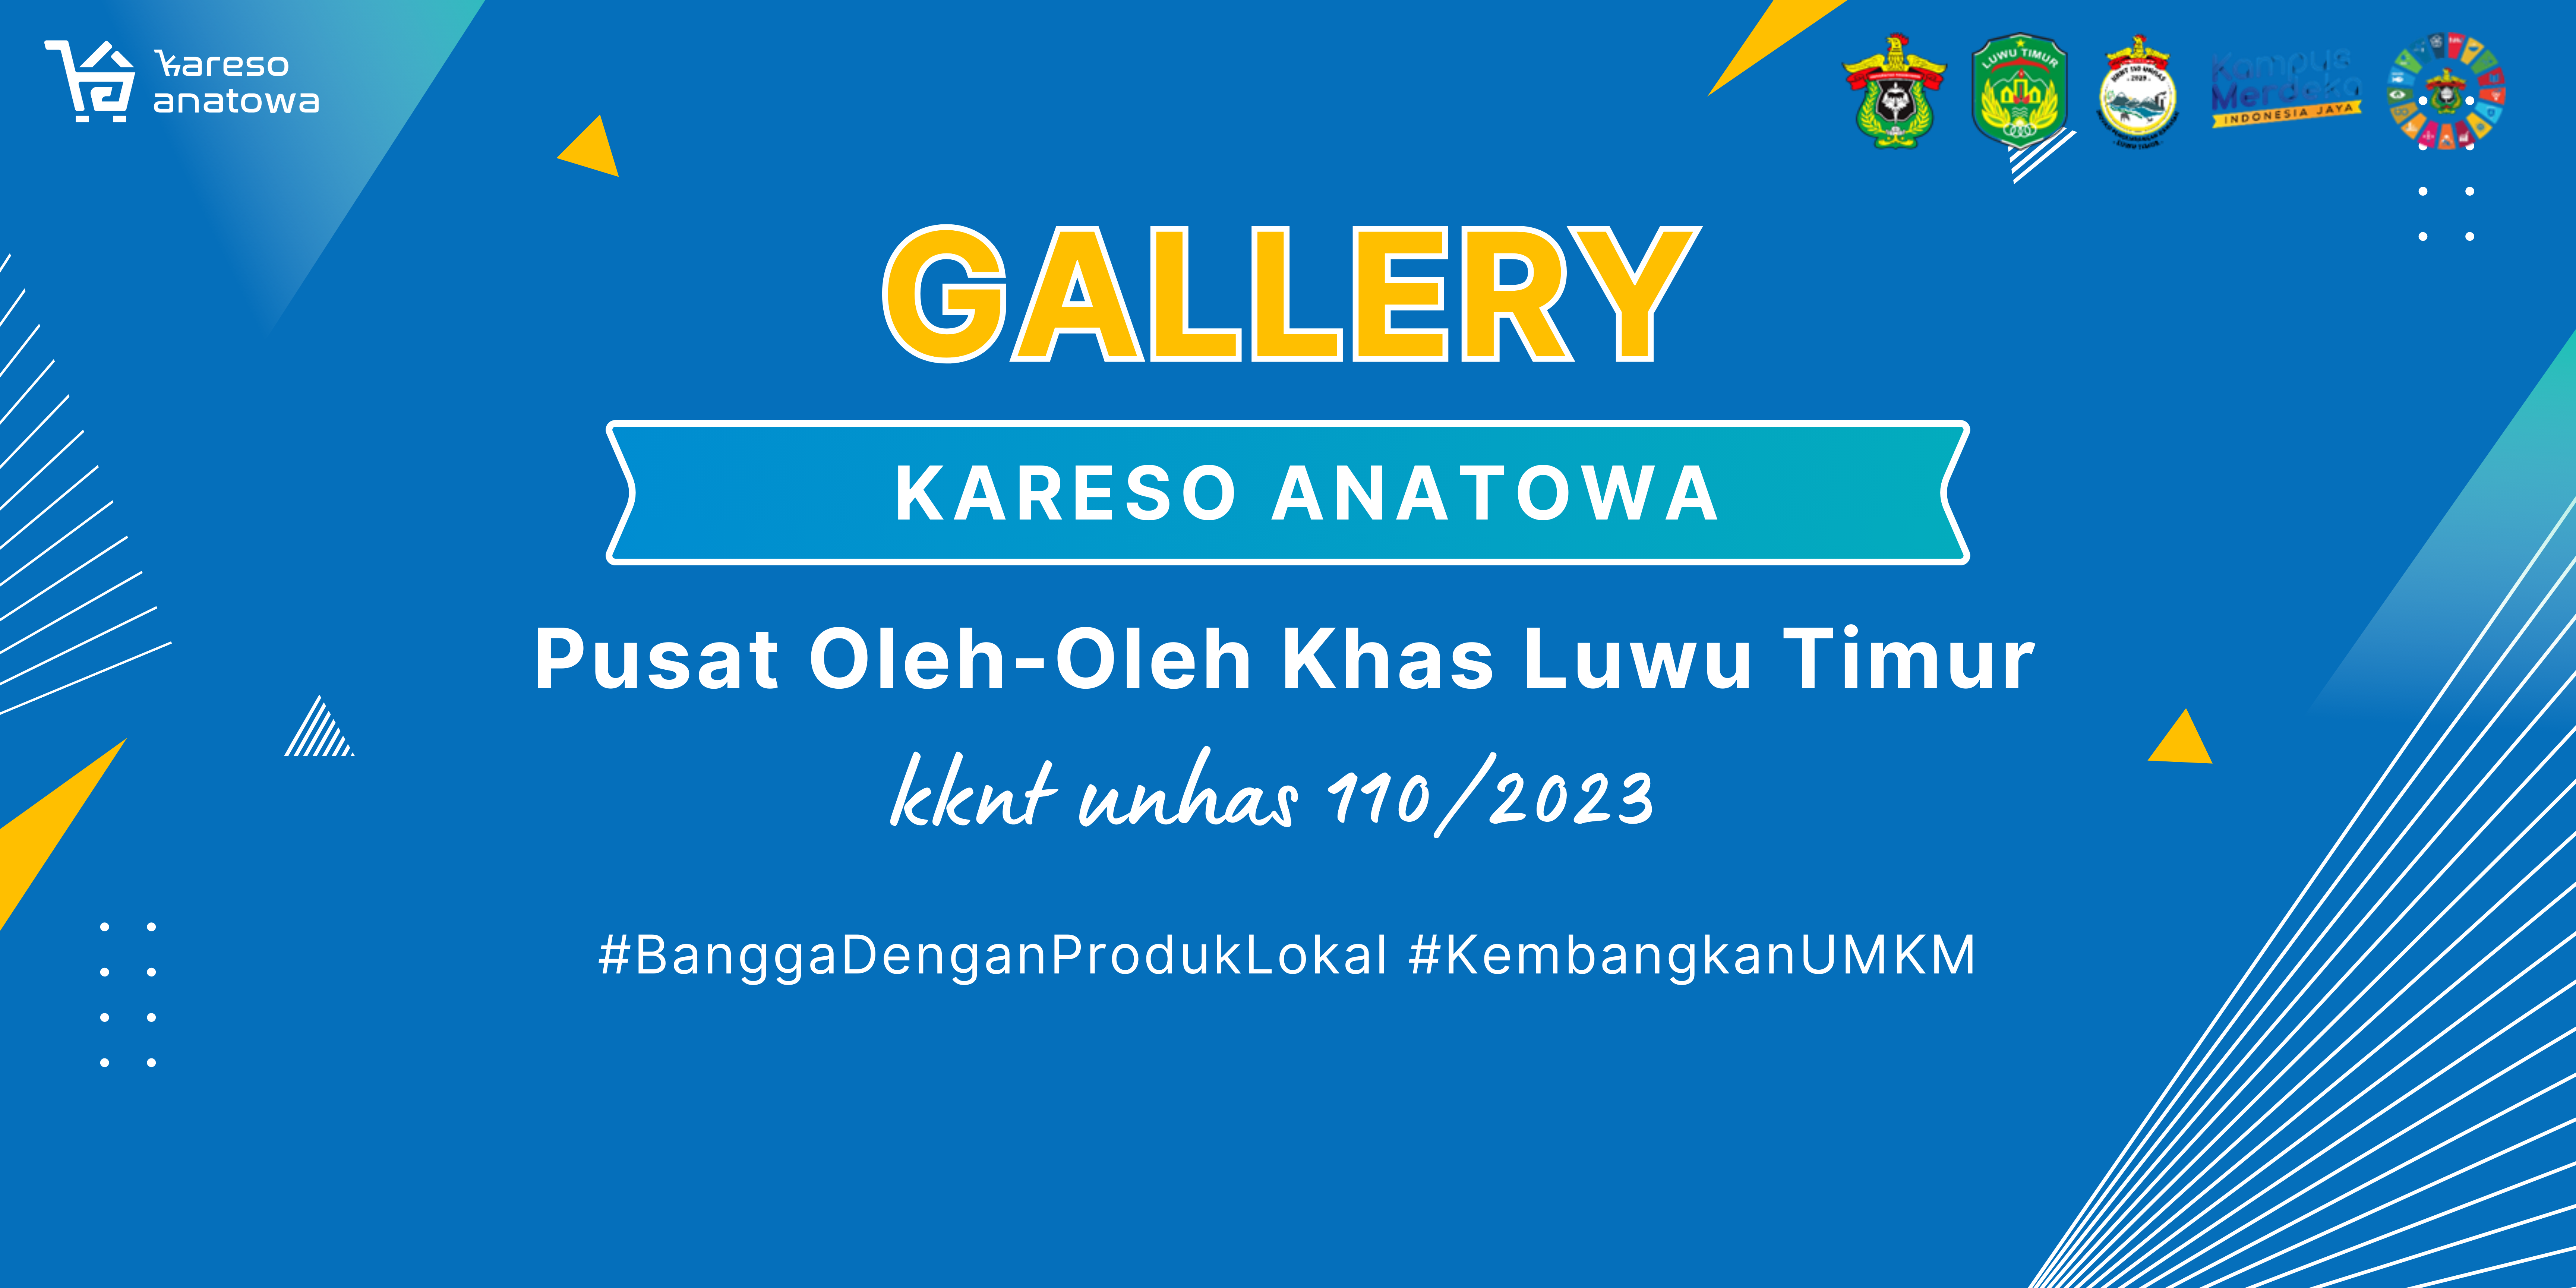 kareso
anatowa
LUWU TIMUR
Kampus
Merdeka
INDONESIA JAYA
GALLERY
KARESO ANATOWA
Pusat Oleh-Oleh Khas Luwu Timur
kknt unhas 110/2023
#BanggaDenganProdukLokal #KembangkanUMKM